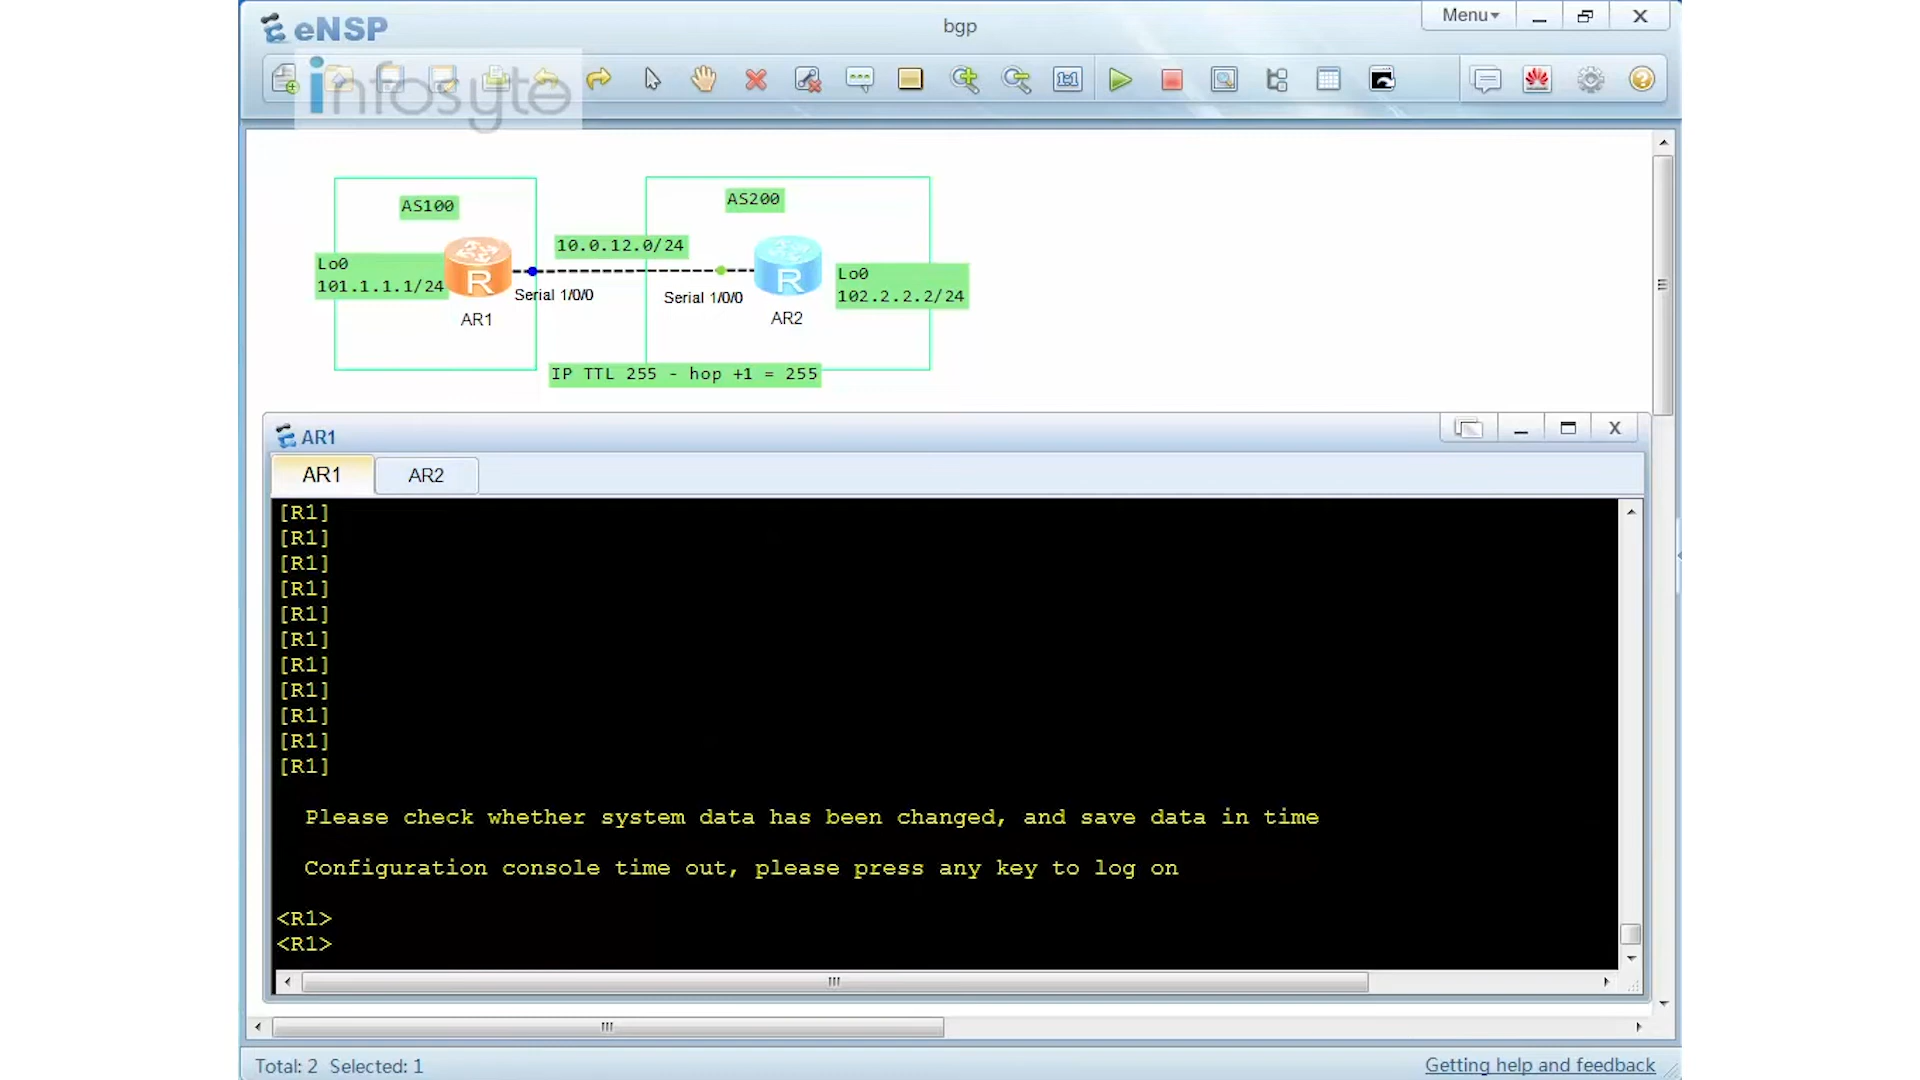 eNSP
bgp
Menu
infosyte
1:1
AS100
AS200
10.0.12.0/24
Lo0
101.1.1.1/24
Lo0
102.2.2.2/24
R
R
Serial 1/0/0
Serial 1/0/0
AR1
AR2
IP TTL 255 - hop +1 = 255
AR1
AR1
AR2
[R1]
[R1]
[R1]
[R1]
[R1]
[R1]
[R1]
[R1]
[R1]
[R1]
[R1]
Please check whether system data has been changed, and save data in time
Configuration console time out, please press any key to log on
<R1>
<R1>
Total: 2 Selected: 1
Getting help and feedback